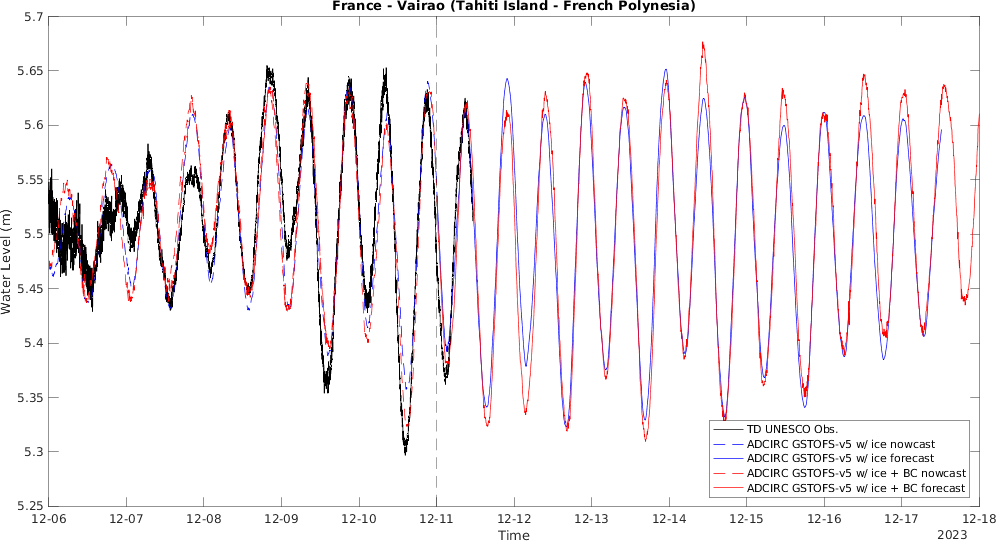 France - Vairao (Tahiti Island - French Polynesia)
5.7
5.65
5.6
5.55
5.5
5.45
5.4
5.35
5.3
5.25
Water Level (m)
TD UNESCO Obs.
ADCIRC GSTOFS-v5 w/ ice nowcast
ADCIRC GSTOFS-v5 w/ ice forecast
ADCIRC GSTOFS-v5 w/ ice + BC nowcast
ADCIRC GSTOFS-v5 w/ ice + BC forecast
12-06 12-07 12-08 12-09 12-10 12-11 12-12 12-13 12-14 12-15 12-16 12-17 12-18
Time
2023